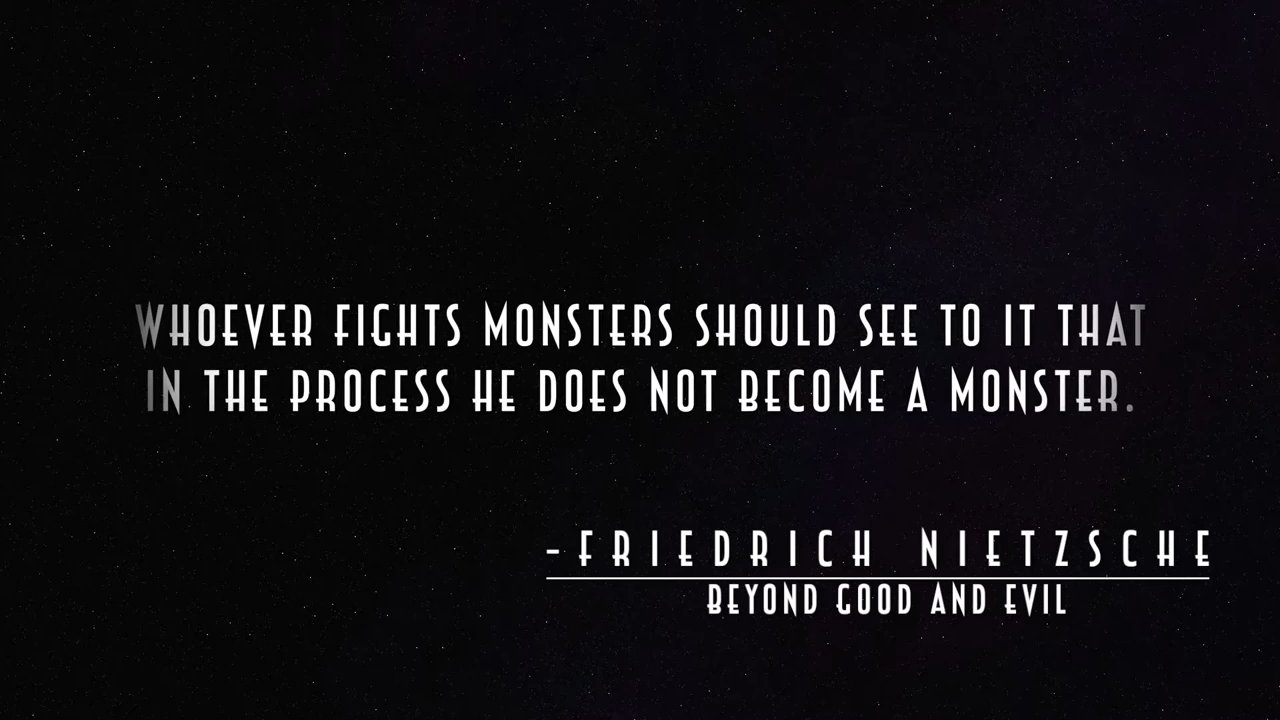 WHOEVER FIGHTS MONSTERS SHOULD SEE TO IT THAT
IN THE PROCESS HE DOES NOT BECOME A MONSTER.
-FRIEDRICH NIETZSCHE
BEYOND GOOD AND EVIL